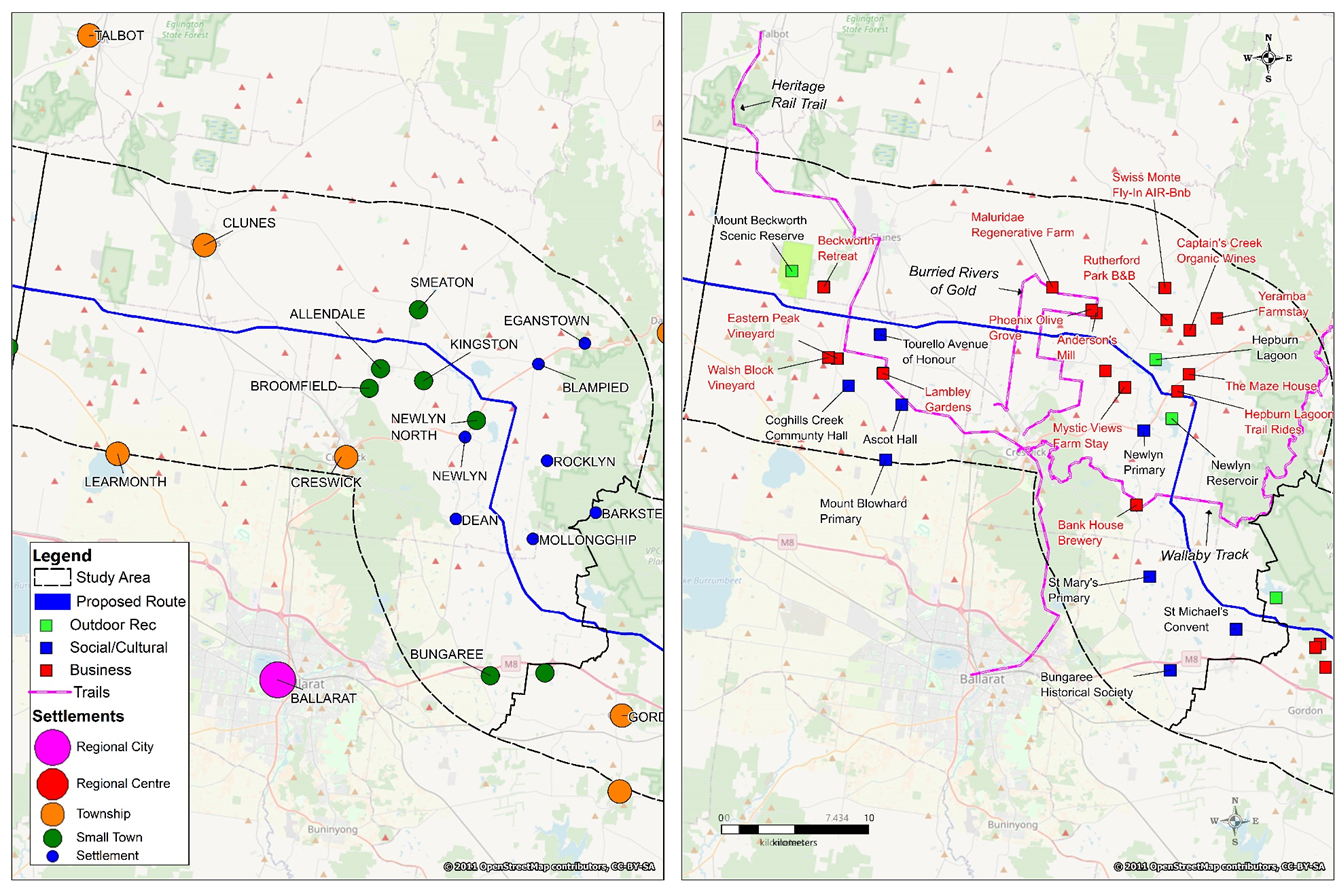 TALBOT
CLUNES
SMEATON
ALLENDALE
EGANSTOWN
KINGSTON
BROOMFIELD
BLAMPIED
NEWLYN
NORTH
LEARMONTH
CRESWICK
NEWLYN
ROCKLYN
DEAN
BARKSTE
MOLLONGGHIP
BUNGAREE
M8
BALLARAT
GORD
Buninyong
Eglington
State Forest
Legend
Study Area
Proposed Route
Outdoor Rec
Social/Cultural
Business
Trails
Settlements
Regional City
Regional Centre
Township
Small Town
Settlement
© 2011 OpenStreetMap contributors, CC-BY-SA
Talbot
Eglington
State Forest
N
W E
S
Heritage
Rail Trail
Swiss Monte
Fly-In AIR-Bnb
Mount Beckworth
Scenic Reserve
Beckworth
Retreat
Clunes
Maluridae
Regenerative Farm
Captain's Creek
Organic Wines
Rutherford
Park B&B
Burried Rivers
of Gold
Yeramba
Farmstay
Eastern Peak
Vineyard
Phoenix Olive
Grove
Anderson's
Mill
Tourello Avenue
of Honour
Hepburn
Lagoon
Walsh Block
Vineyard
Lambley
Gardens
The Maze House
Hepburn Lagoon
Trail Rides
Coghills Creek
Communty Hall
Ascot Hall
Mystic Views
Farm Stay
Creswick
Newlyn
Primary
Newlyn
Reservoir
Mount Blowhard
Primary
Bank House
Brewery
Wallaby Track
M8
ke Burrumbeet
St Mary's
Primary
St Michael's
Convent
M8
Bungaree
Historical Society
Ballarat
Gordon
7.434 10
kilometers
Buninyong
N
W E
S
© 2011 OpenStreetMap contributors, CC-BY-SA